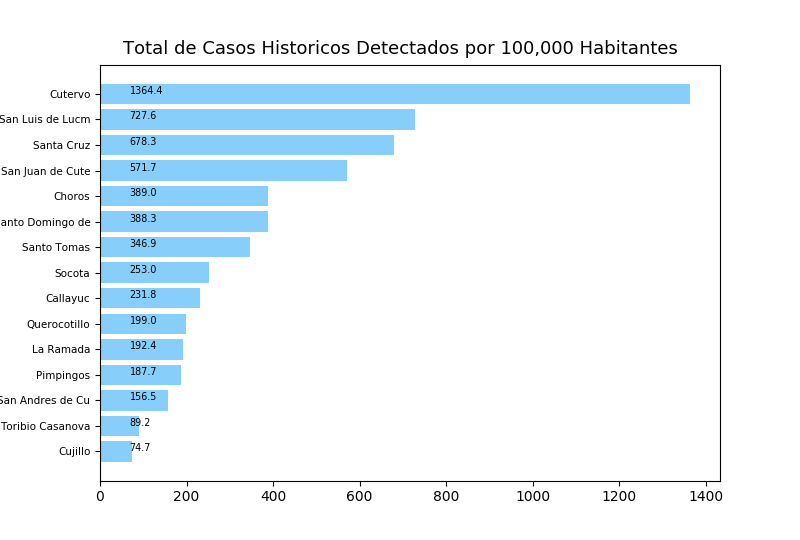 Total de Casos Historicos Detectados por 100,000 Habitantes
Cutervo 1364.4
San Luis de Lucm 727.6
Santa Cruz 678.3
San Juan de Cute 571.7
Choros 389.0
anto Domingo de 388.3
Santo Tomas 346.9
Socota 253.0
Callayuc 231.8
Querocotillo 199.0
La Ramada 192.4
Pimpingos 187.7
San Andres de Cu 156.5
Toribio Casanova 89.2
Cujillo 74.7
0 200 400 600 800 1000 1200 1400